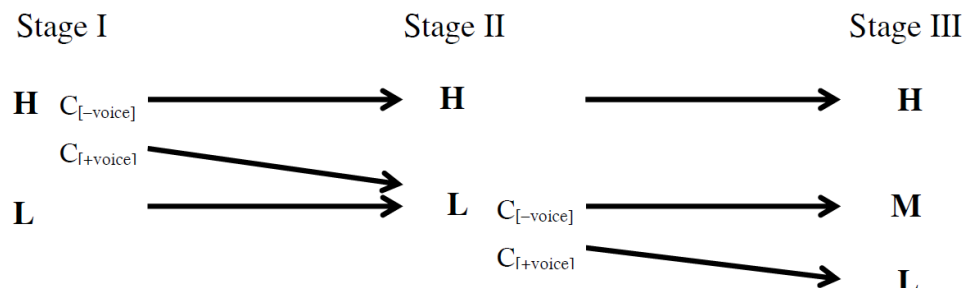 Stage I Stage II Stage III
H C[−voice] H H
C[+voice]
L L C[−voice] M
C[+voice]
L